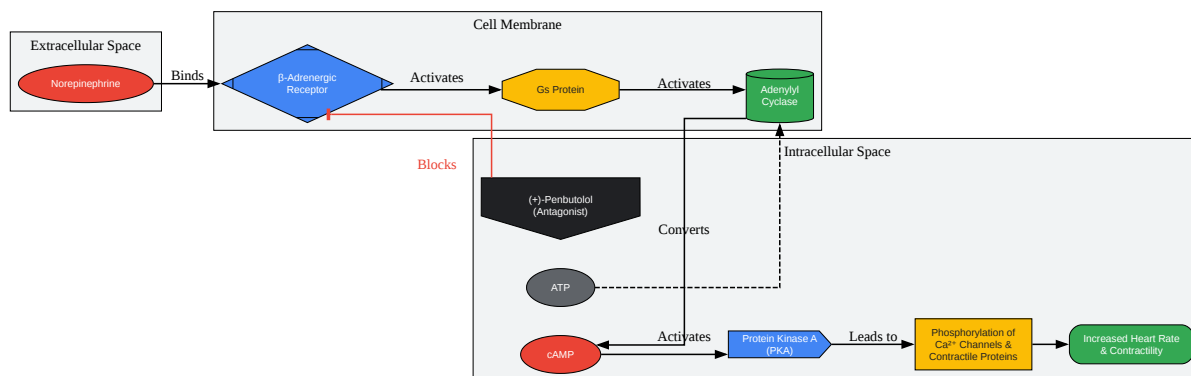 Cell Membrane
Extracellular Space
Norepinephrine
Binds
β-Adrenergic
Receptor
Activates
Gs Protein
Activates
Adenylyl
Cyclase
Intracellular Space
Blocks
(+)-Penbutolol
(Antagonist)
Converts
ATP
cAMP
Activates
Protein Kinase A
(PKA)
Leads to
Phosphorylation of
Ca²⁺ Channels &
Contractile Proteins
Increased Heart Rate
& Contractility